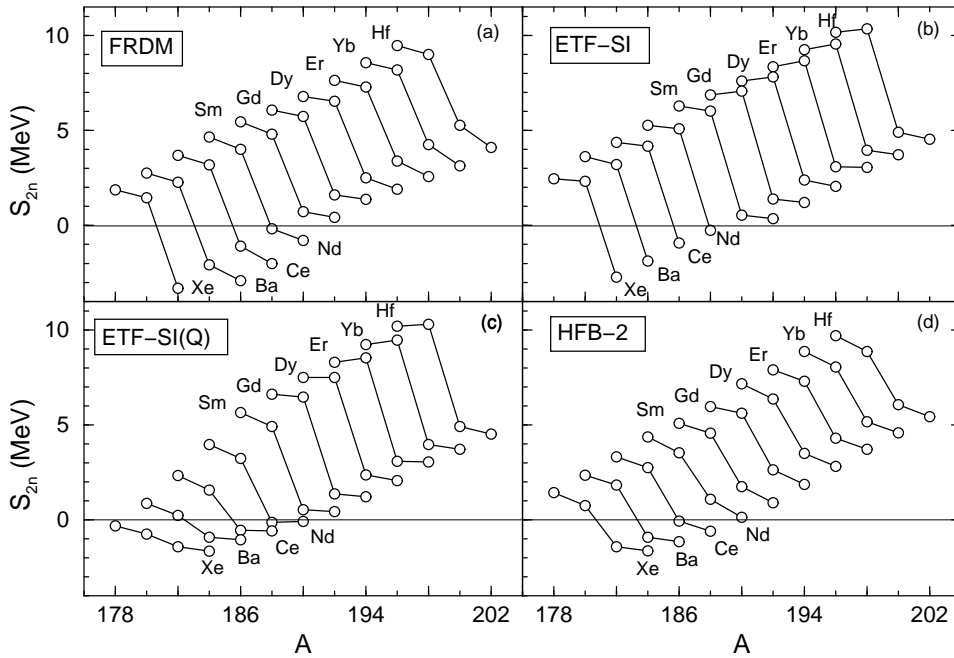 FRDM
(a)
Hf
Yb
Er
Dy
Gd
Sm
Nd
Ce
Ba
Xe
10
5
0
S2n (MeV)
ETF-SI
(b)
Hf
Yb
Er
Dy
Gd
Sm
Nd
Ce
Ba
Xe
ETF-SI(Q)
(c)
Hf
Yb
Er
Dy
Gd
Sm
Nd
Ce
Ba
Xe
10
5
0
S2n (MeV)
178
186
194
202
A
HFB-2
(d)
Hf
Yb
Er
Dy
Gd
Sm
Nd
Ce
Ba
Xe
178
186
194
202
A